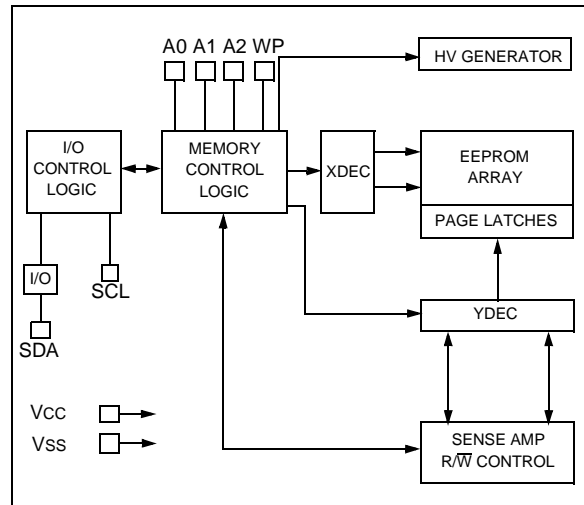 A0 A1 A2 WP
HV GENERATOR
I/O
CONTROL
LOGIC
MEMORY
CONTROL
LOGIC
XDEC
EEPROM
ARRAY
PAGE LATCHES
I/O
SCL
SDA
YDEC
VCC
VSS
SENSE AMP
R/W̅ CONTROL